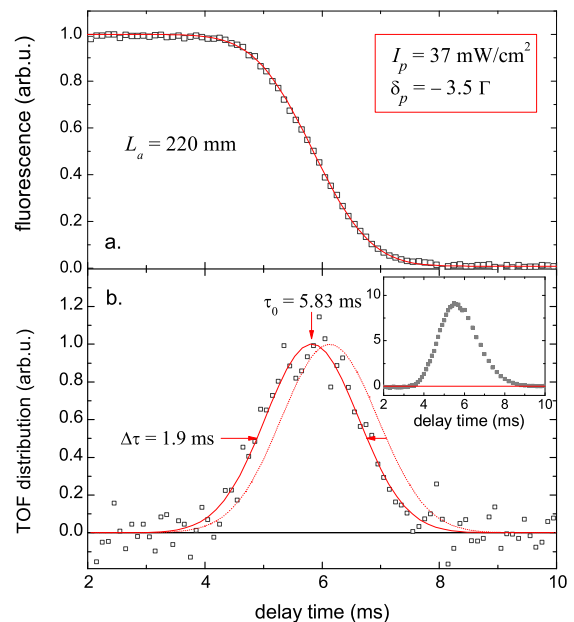 1.0
0.8
0.6
0.4
0.2
0.0
fluorescence (arb.u.)
I_p = 37 mW/cm²
δ_p = − 3.5 Γ
L_a = 220 mm
a.
b.
τ₀ = 5.83 ms
Δτ = 1.9 ms
1.2
1.0
0.8
0.6
0.4
0.2
0.0
TOF distribution (arb.u.)
10
5
0
2 4 6 8 10
delay time (ms)
2 4 6 8 10
delay time (ms)